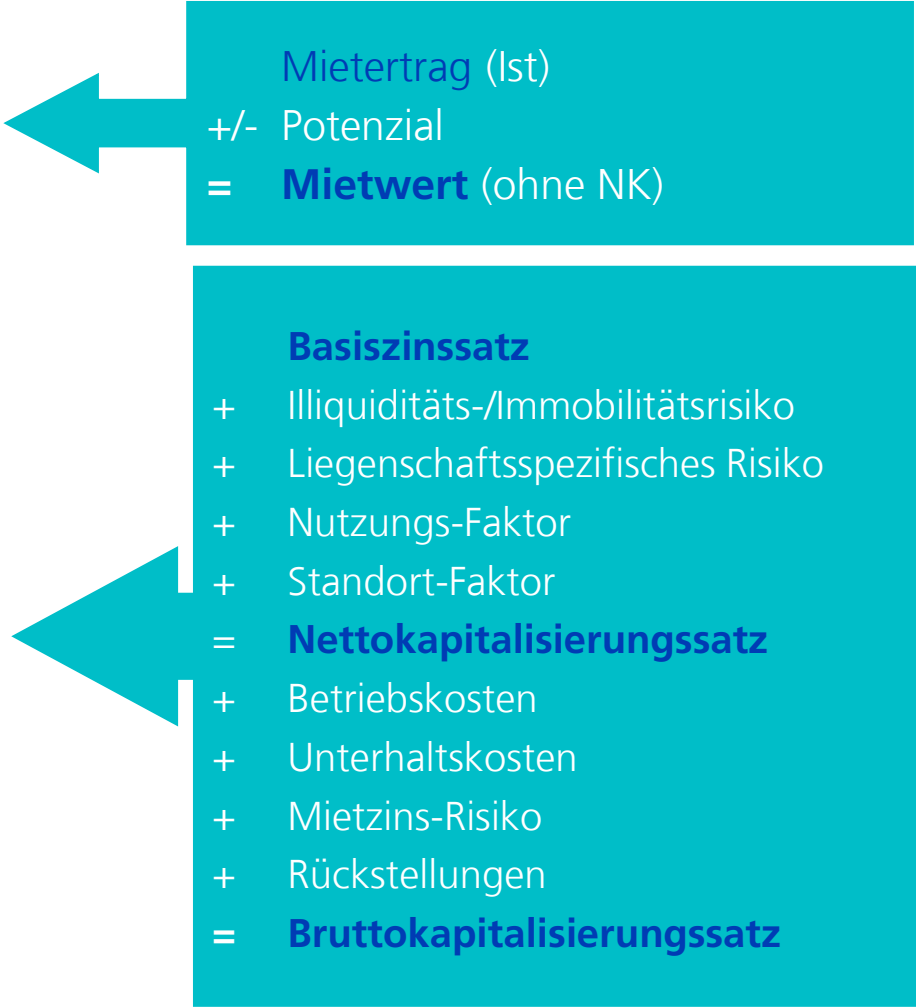 Mietertrag (Ist)
+/- Potenzial
= Mietwert (ohne NK)
Basiszinssatz
+ Illiquiditäts-/Immobilitätsrisiko
+ Liegenschaftsspezifisches Risiko
+ Nutzungs-Faktor
+ Standort-Faktor
= Nettokapitalisierungssatz
+ Betriebskosten
+ Unterhaltskosten
+ Mietzins-Risiko
+ Rückstellungen
= Bruttokapitalisierungssatz